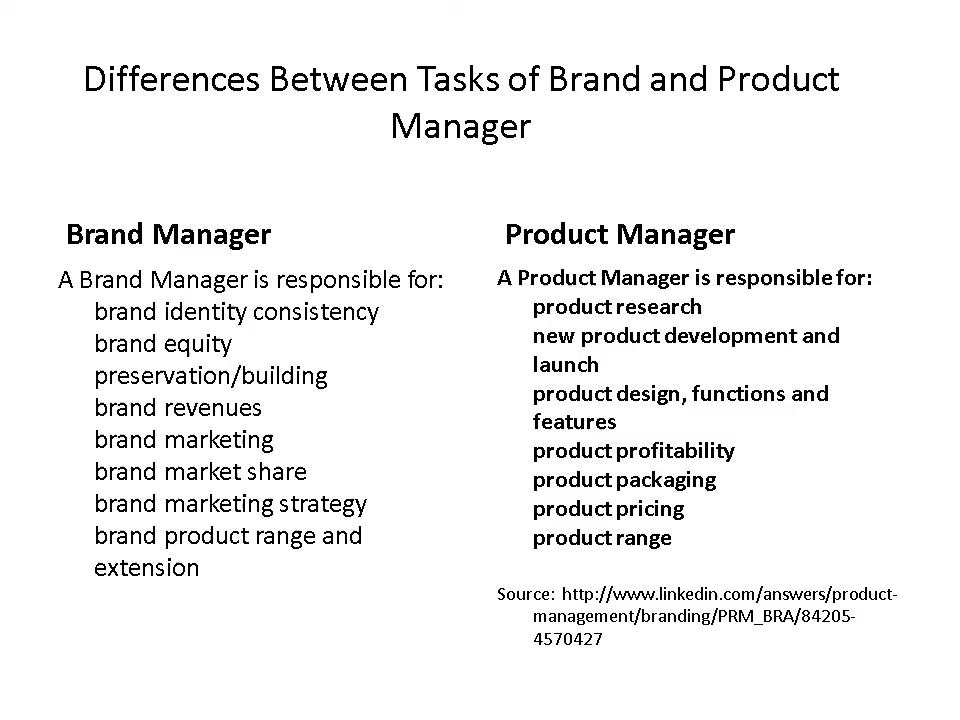 Differences Between Tasks of Brand and Product
Manager
Brand Manager
A Brand Manager is responsible for:
brand identity consistency
brand equity
preservation/building
brand revenues
brand marketing
brand market share
brand marketing strategy
brand product range and
extension
Product Manager
A Product Manager is responsible for:
product research
new product development and
launch
product design, functions and
features
product profitability
product packaging
product pricing
product range
Source: http://www.linkedin.com/answers/product-
management/branding/PRM_BRA/84205-
4570427